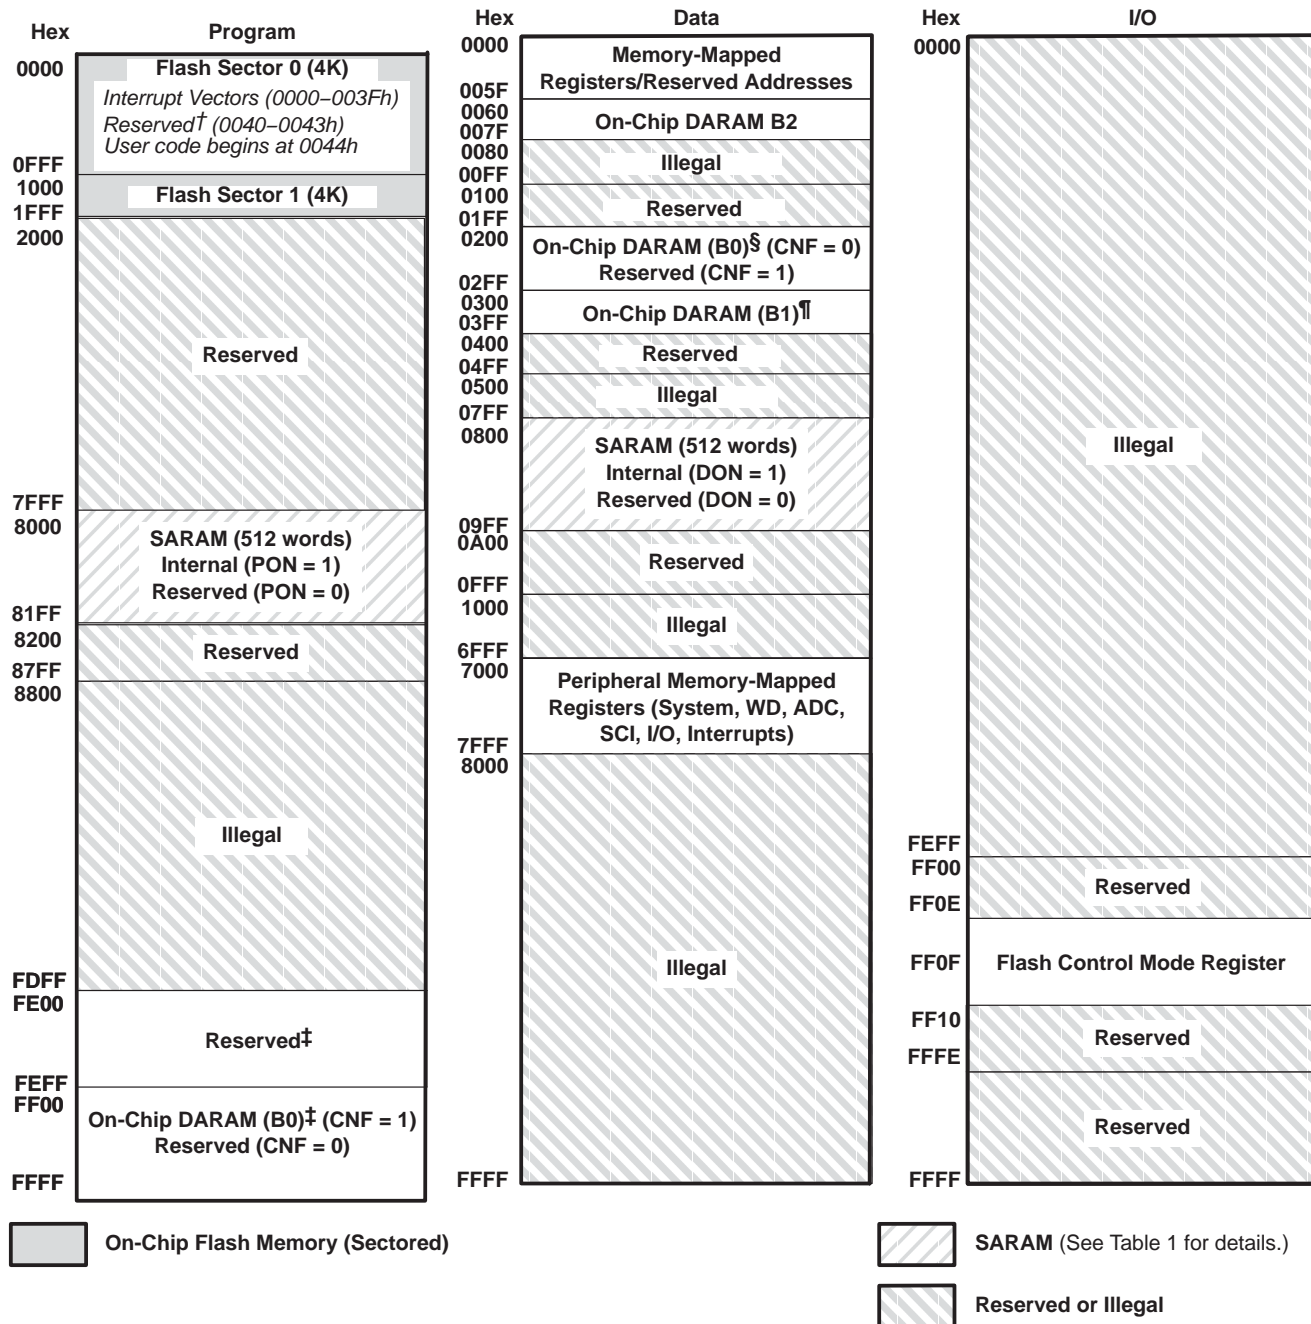 Hex Program
0000 Flash Sector 0 (4K)
Interrupt Vectors (0000–003Fh)
Reserved† (0040–0043h)
User code begins at 0044h
0FFF
1000
Flash Sector 1 (4K)
1FFF
2000
Reserved
7FFF
8000
SARAM (512 words)
Internal (PON = 1)
Reserved (PON = 0)
81FF
8200
Reserved
87FF
8800
Illegal
FDFF
FE00
Reserved‡
FEFF
FF00
On-Chip DARAM (B0)‡ (CNF = 1)
Reserved (CNF = 0)
FFFF
Hex Data
0000
Memory-Mapped
Registers/Reserved Addresses
005F
0060
On-Chip DARAM B2
007F
0080
Illegal
00FF
0100
Reserved
01FF
0200
On-Chip DARAM (B0)§ (CNF = 0)
Reserved (CNF = 1)
02FF
0300
On-Chip DARAM (B1)¶
03FF
0400
Reserved
04FF
0500
Illegal
07FF
0800
SARAM (512 words)
Internal (DON = 1)
Reserved (DON = 0)
09FF
0A00
Reserved
0FFF
1000
Illegal
6FFF
7000
Peripheral Memory-Mapped
Registers (System, WD, ADC,
SCI, I/O, Interrupts)
7FFF
8000
Illegal
FFFF
Hex I/O
0000
Illegal
FEFF
FF00
Reserved
FF0E
FF0F Flash Control Mode Register
FF10
Reserved
FFFE
Reserved
FFFF
On-Chip Flash Memory (Sectored)
SARAM (See Table 1 for details.)
Reserved or Illegal